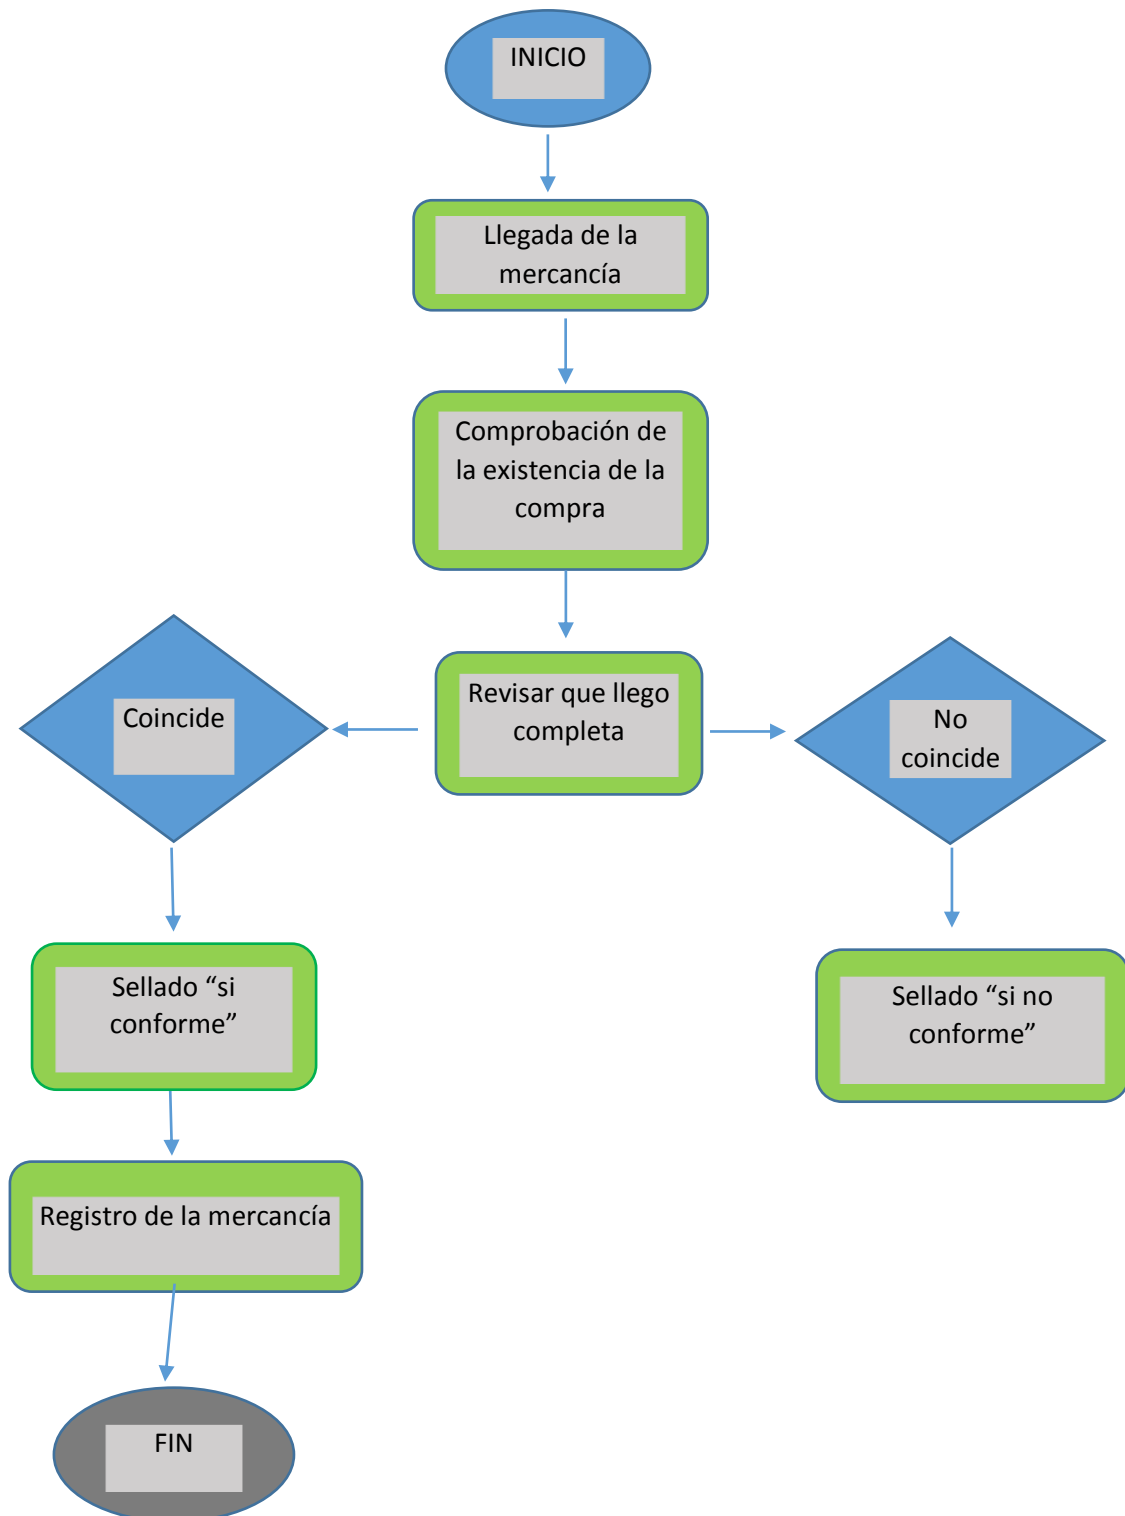 INICIO
Llegada de la
mercancía
Comprobación de
la existencia de la
compra
Revisar que llego
completa
Coincide
No
coincide
Sellado “si
conforme”
Sellado “si no
conforme”
Registro de la mercancía
FIN